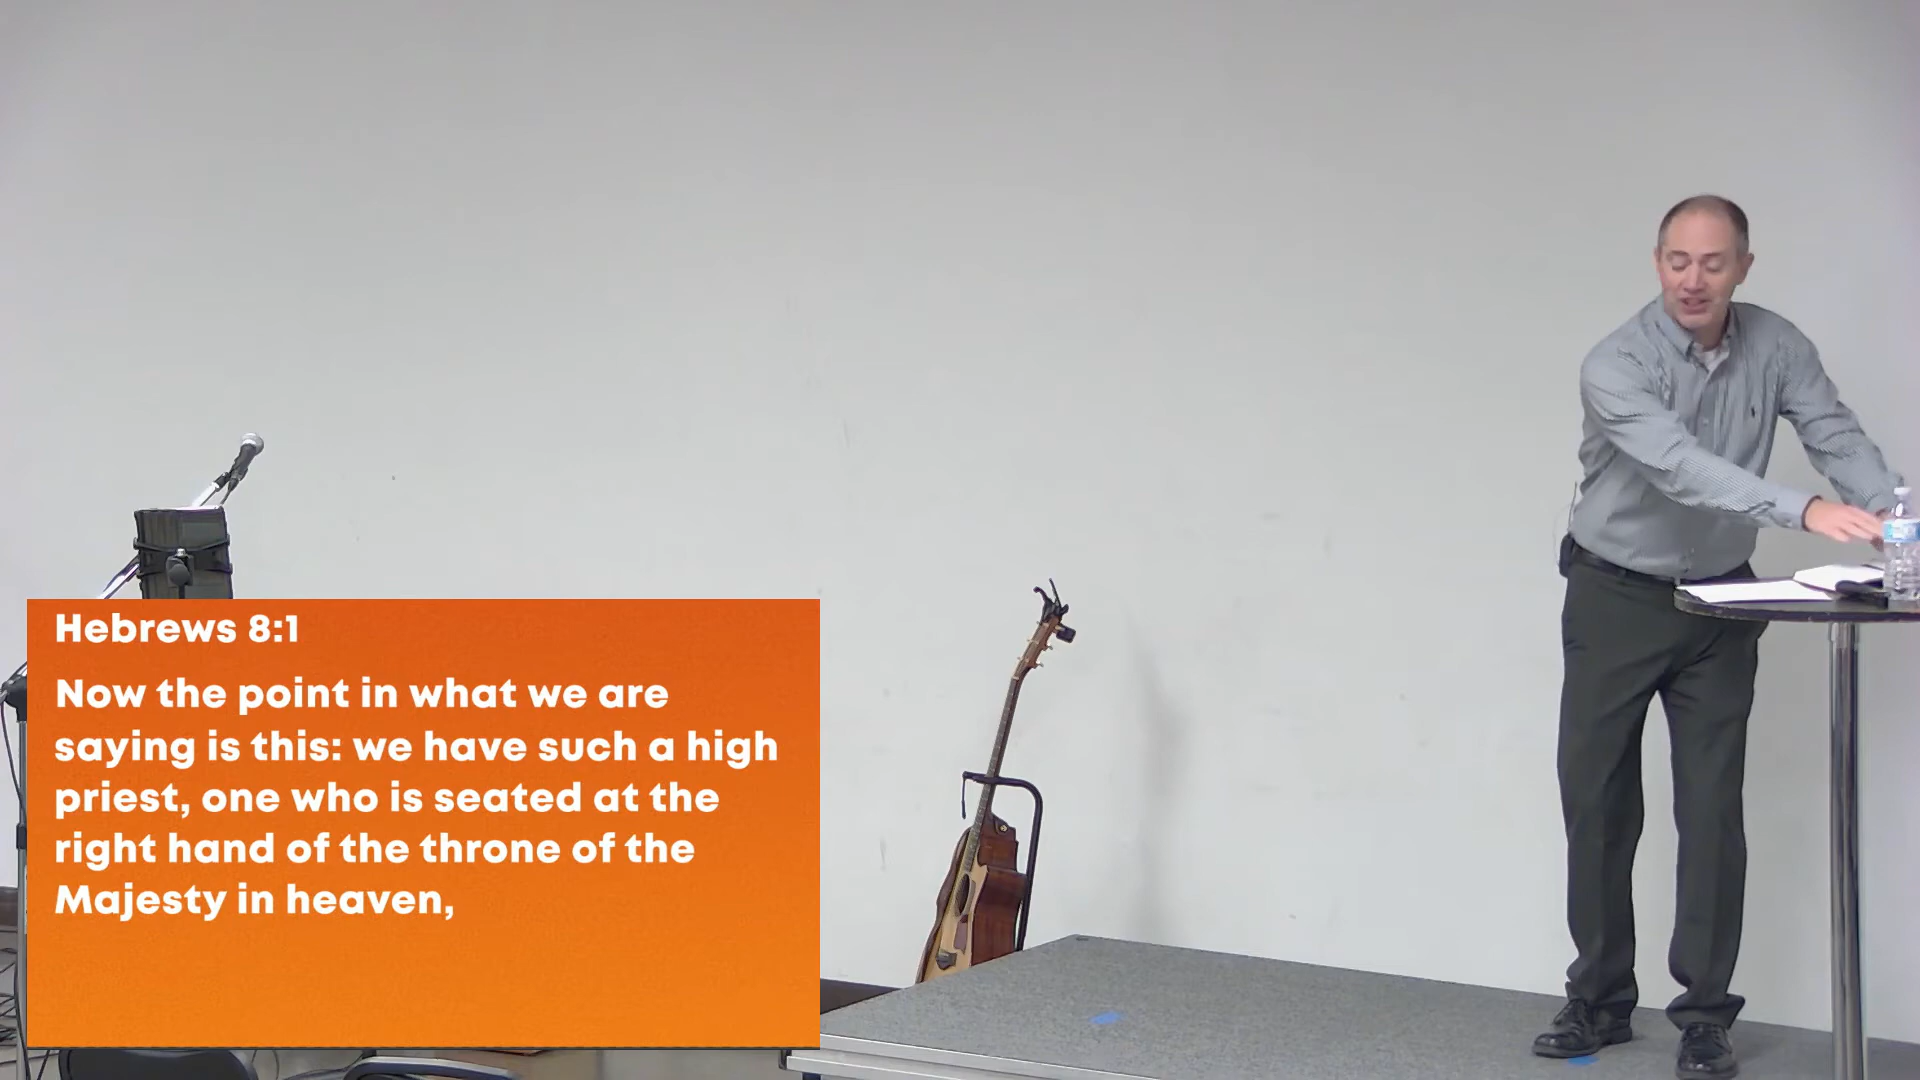 Hebrews 8:1
Now the point in what we are
saying is this: we have such a high
priest, one who is seated at the
right hand of the throne of the
Majesty in heaven,